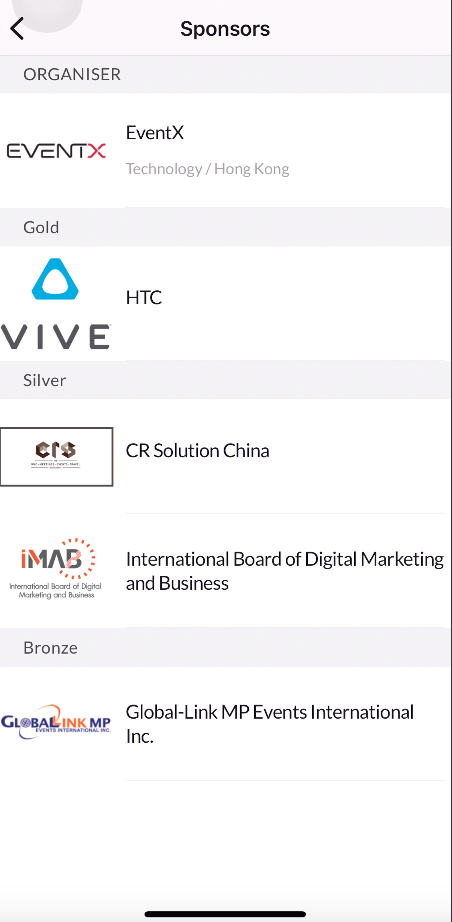 Sponsors
ORGANISER
EVENTX
EventX
Technology / Hong Kong
Gold
VIVE
HTC
Silver
crs
CR Solution China
iMAB
International Board of Digital
Marketing and Business
International Board of Digital Marketing
and Business
Bronze
GLOBALLINK MP
EVENTS INTERNATIONAL INC.
Global-Link MP Events International
Inc.